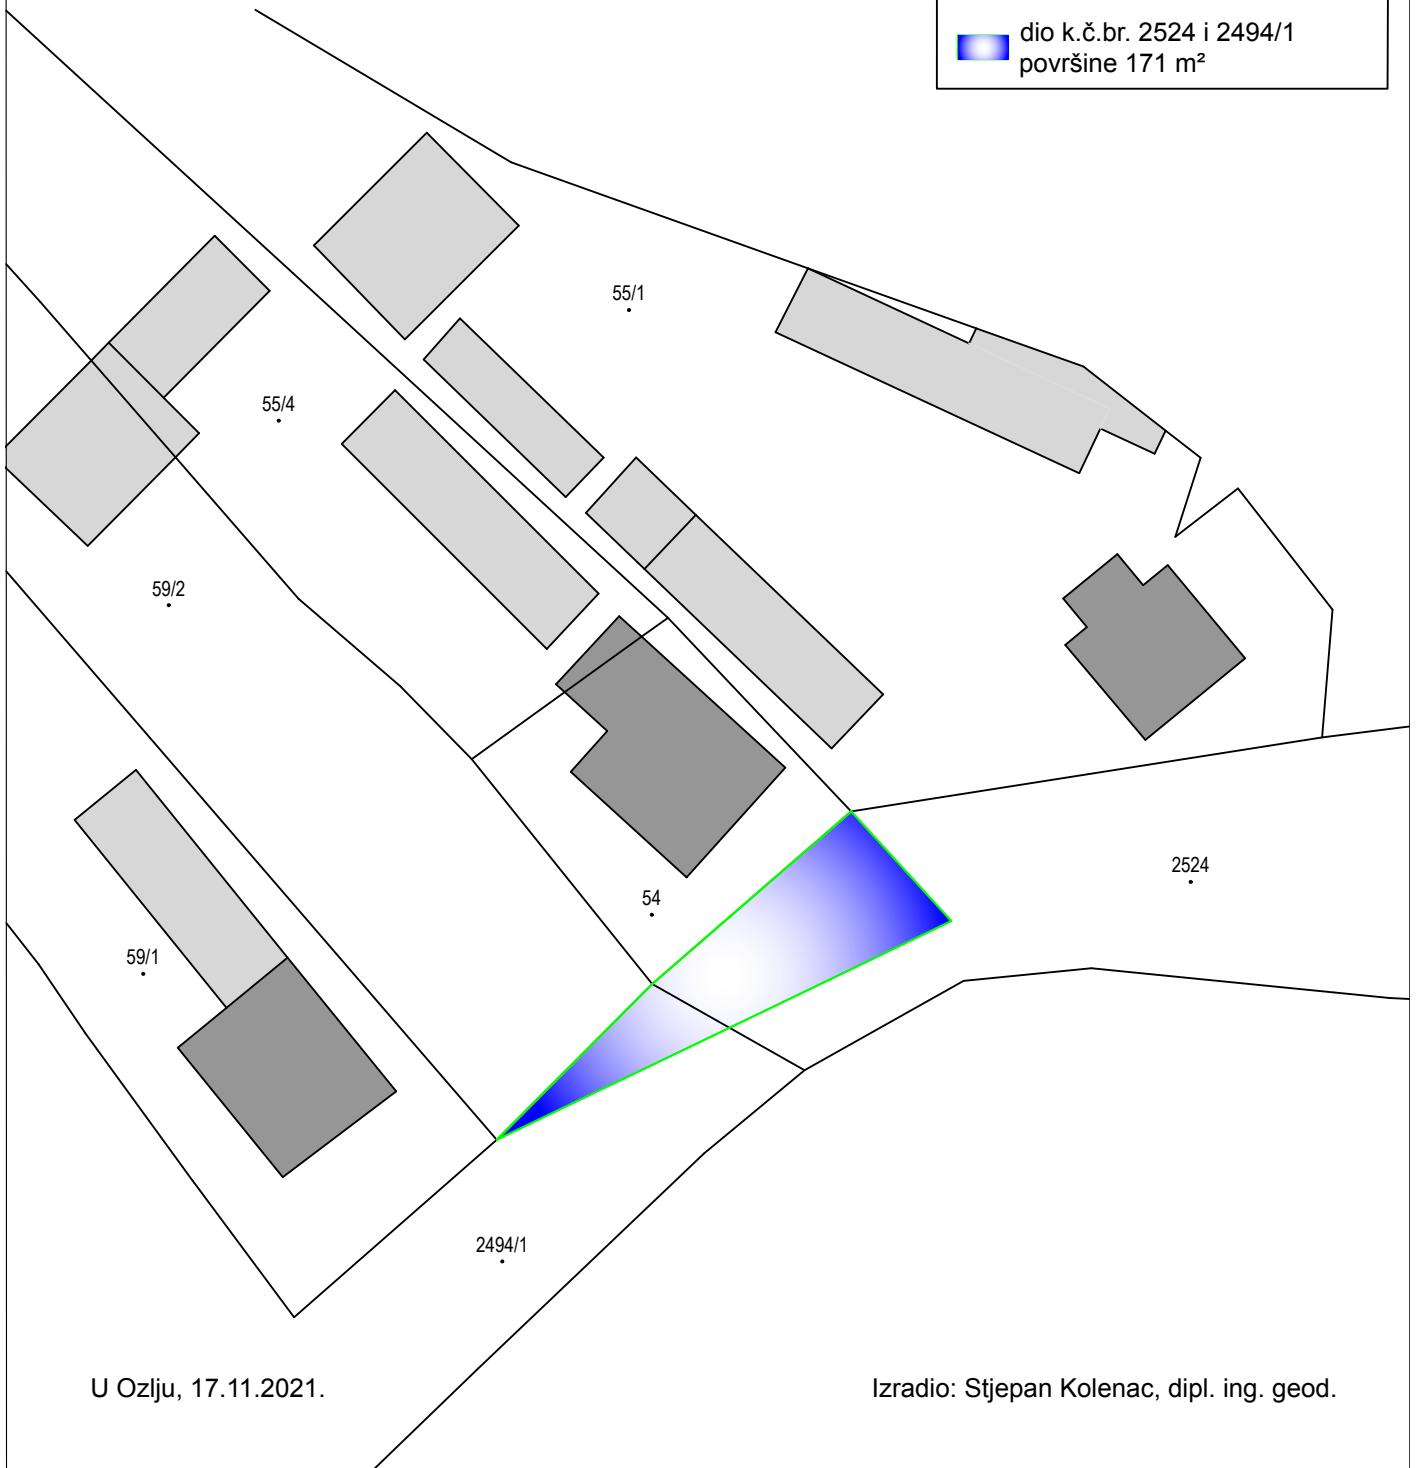 dio k.č.br. 2524 i 2494/1
površine 171 m²
55/1
55/4
59/2
2524
54
59/1
2494/1
U Ozlju, 17.11.2021.
Izradio: Stjepan Kolenac, dipl. ing. geod.